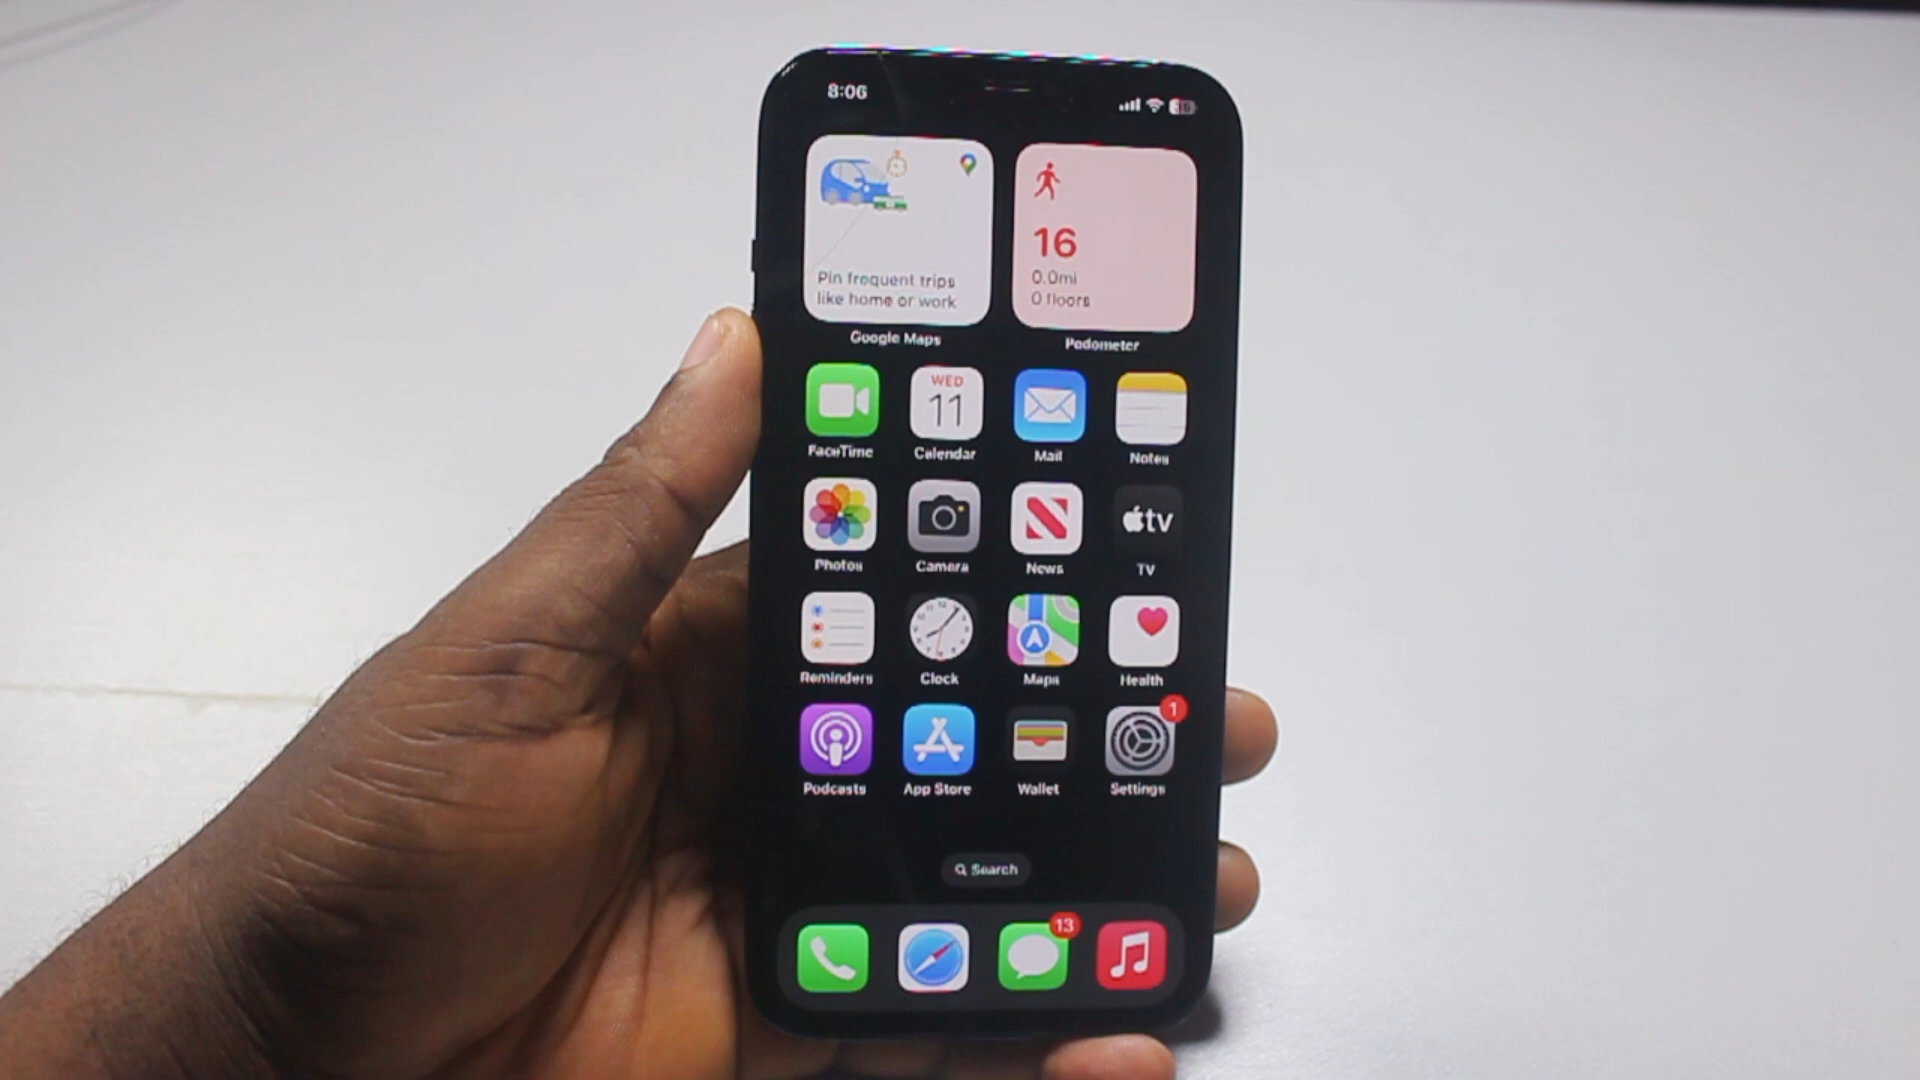 8:06
Pin frequent trips
like home or work
Google Maps
16
0.0mi
0 floors
Pedometer
FaceTime
WED
11
Calendar
Mail
Notes
Photos
Camera
News
tv
TV
Reminders
Clock
Maps
Health
Podcasts
App Store
Wallet
1
Settings
Search
13